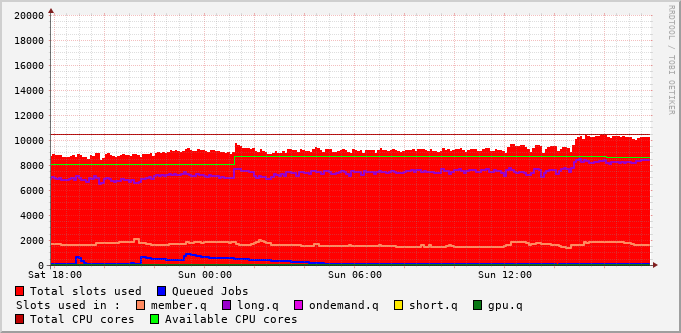 20000
18000
16000
14000
12000
10000
8000
6000
4000
2000
0
Sat 18:00 Sun 00:00 Sun 06:00 Sun 12:00
Total slots used Queued Jobs
Slots used in : member.q long.q ondemand.q short.q gpu.q
Total CPU cores Available CPU cores
RRDTOOL / TOBI OETIKER